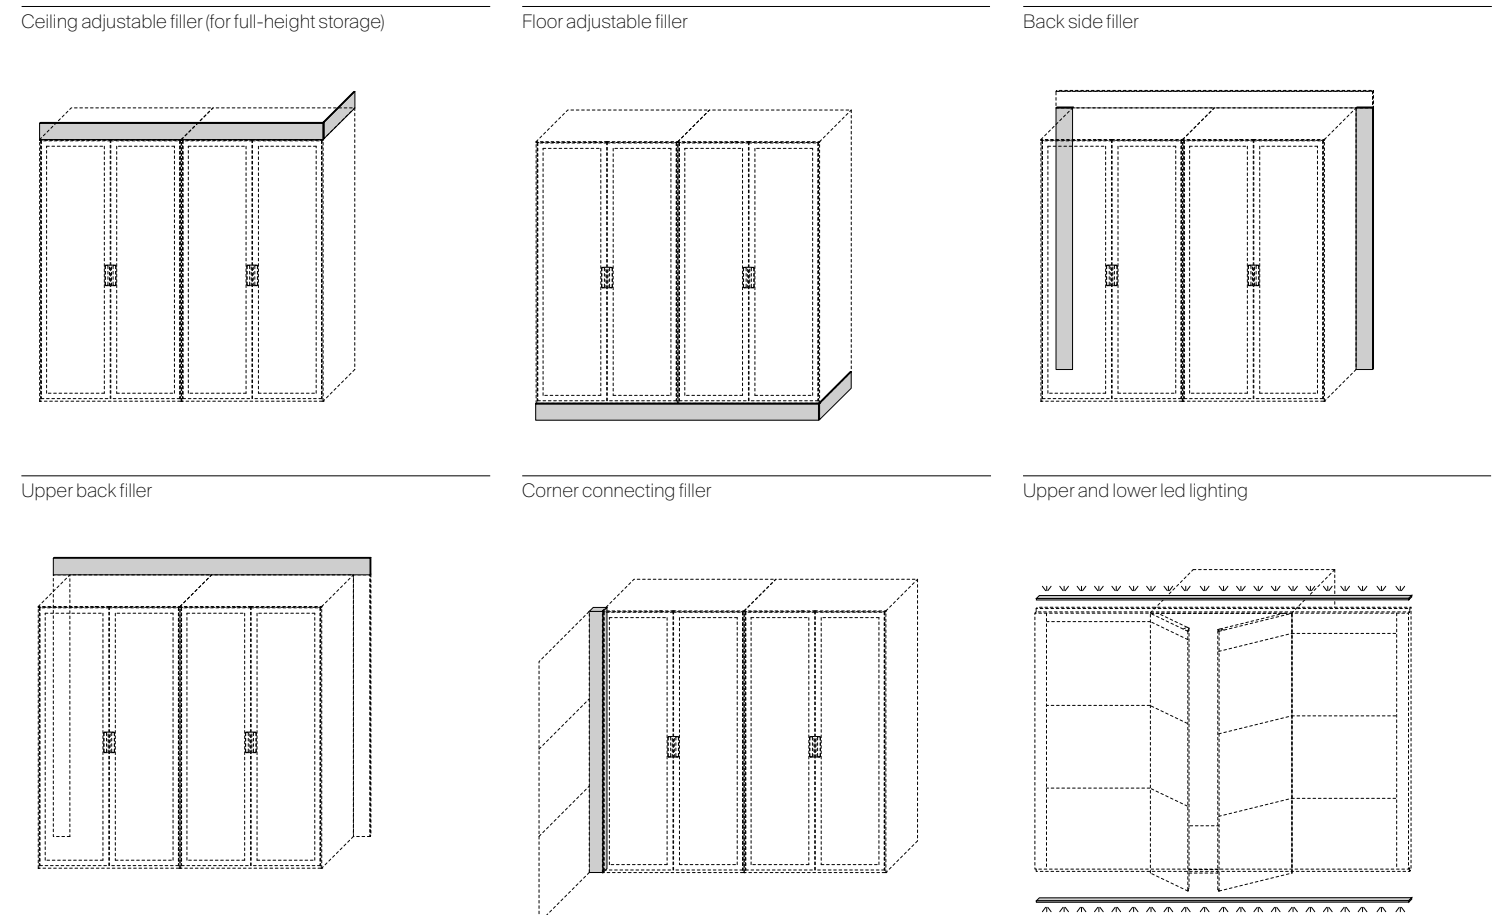 Ceiling adjustable filler (for full-height storage)
Floor adjustable filler
Back side filler
Upper back filler
Corner connecting filler
Upper and lower led lighting